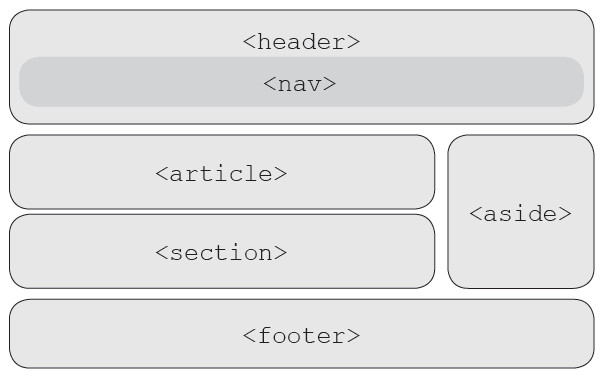 <header>
<nav>
<article>
<aside>
<section>
<footer>